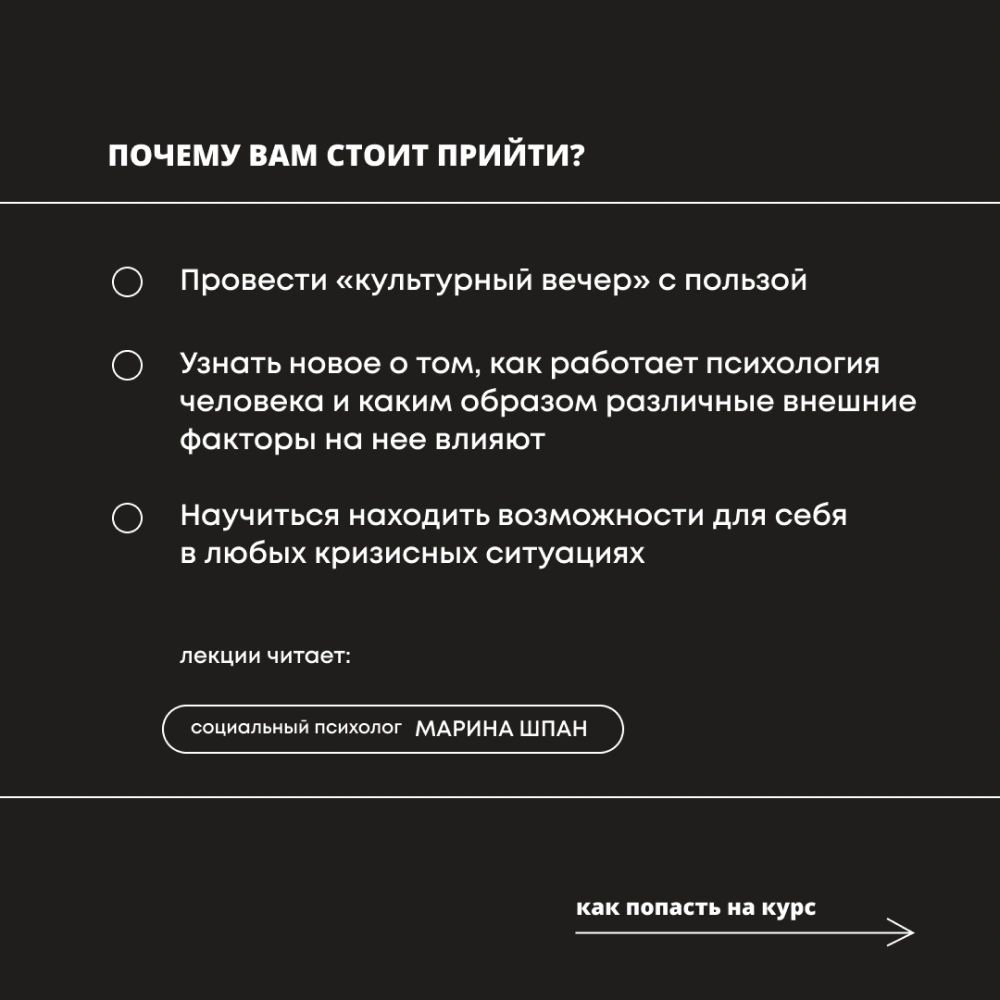 ПОЧЕМУ ВАМ СТОИТ ПРИЙТИ?
Провести «культурный вечер» с пользой
Узнать новое о том, как работает психология
человека и каким образом различные внешние
факторы на нее влияют
Научиться находить возможности для себя
в любых кризисных ситуациях
лекции читает:
социальный психолог МАРИНА ШПАН
как попасть на курс